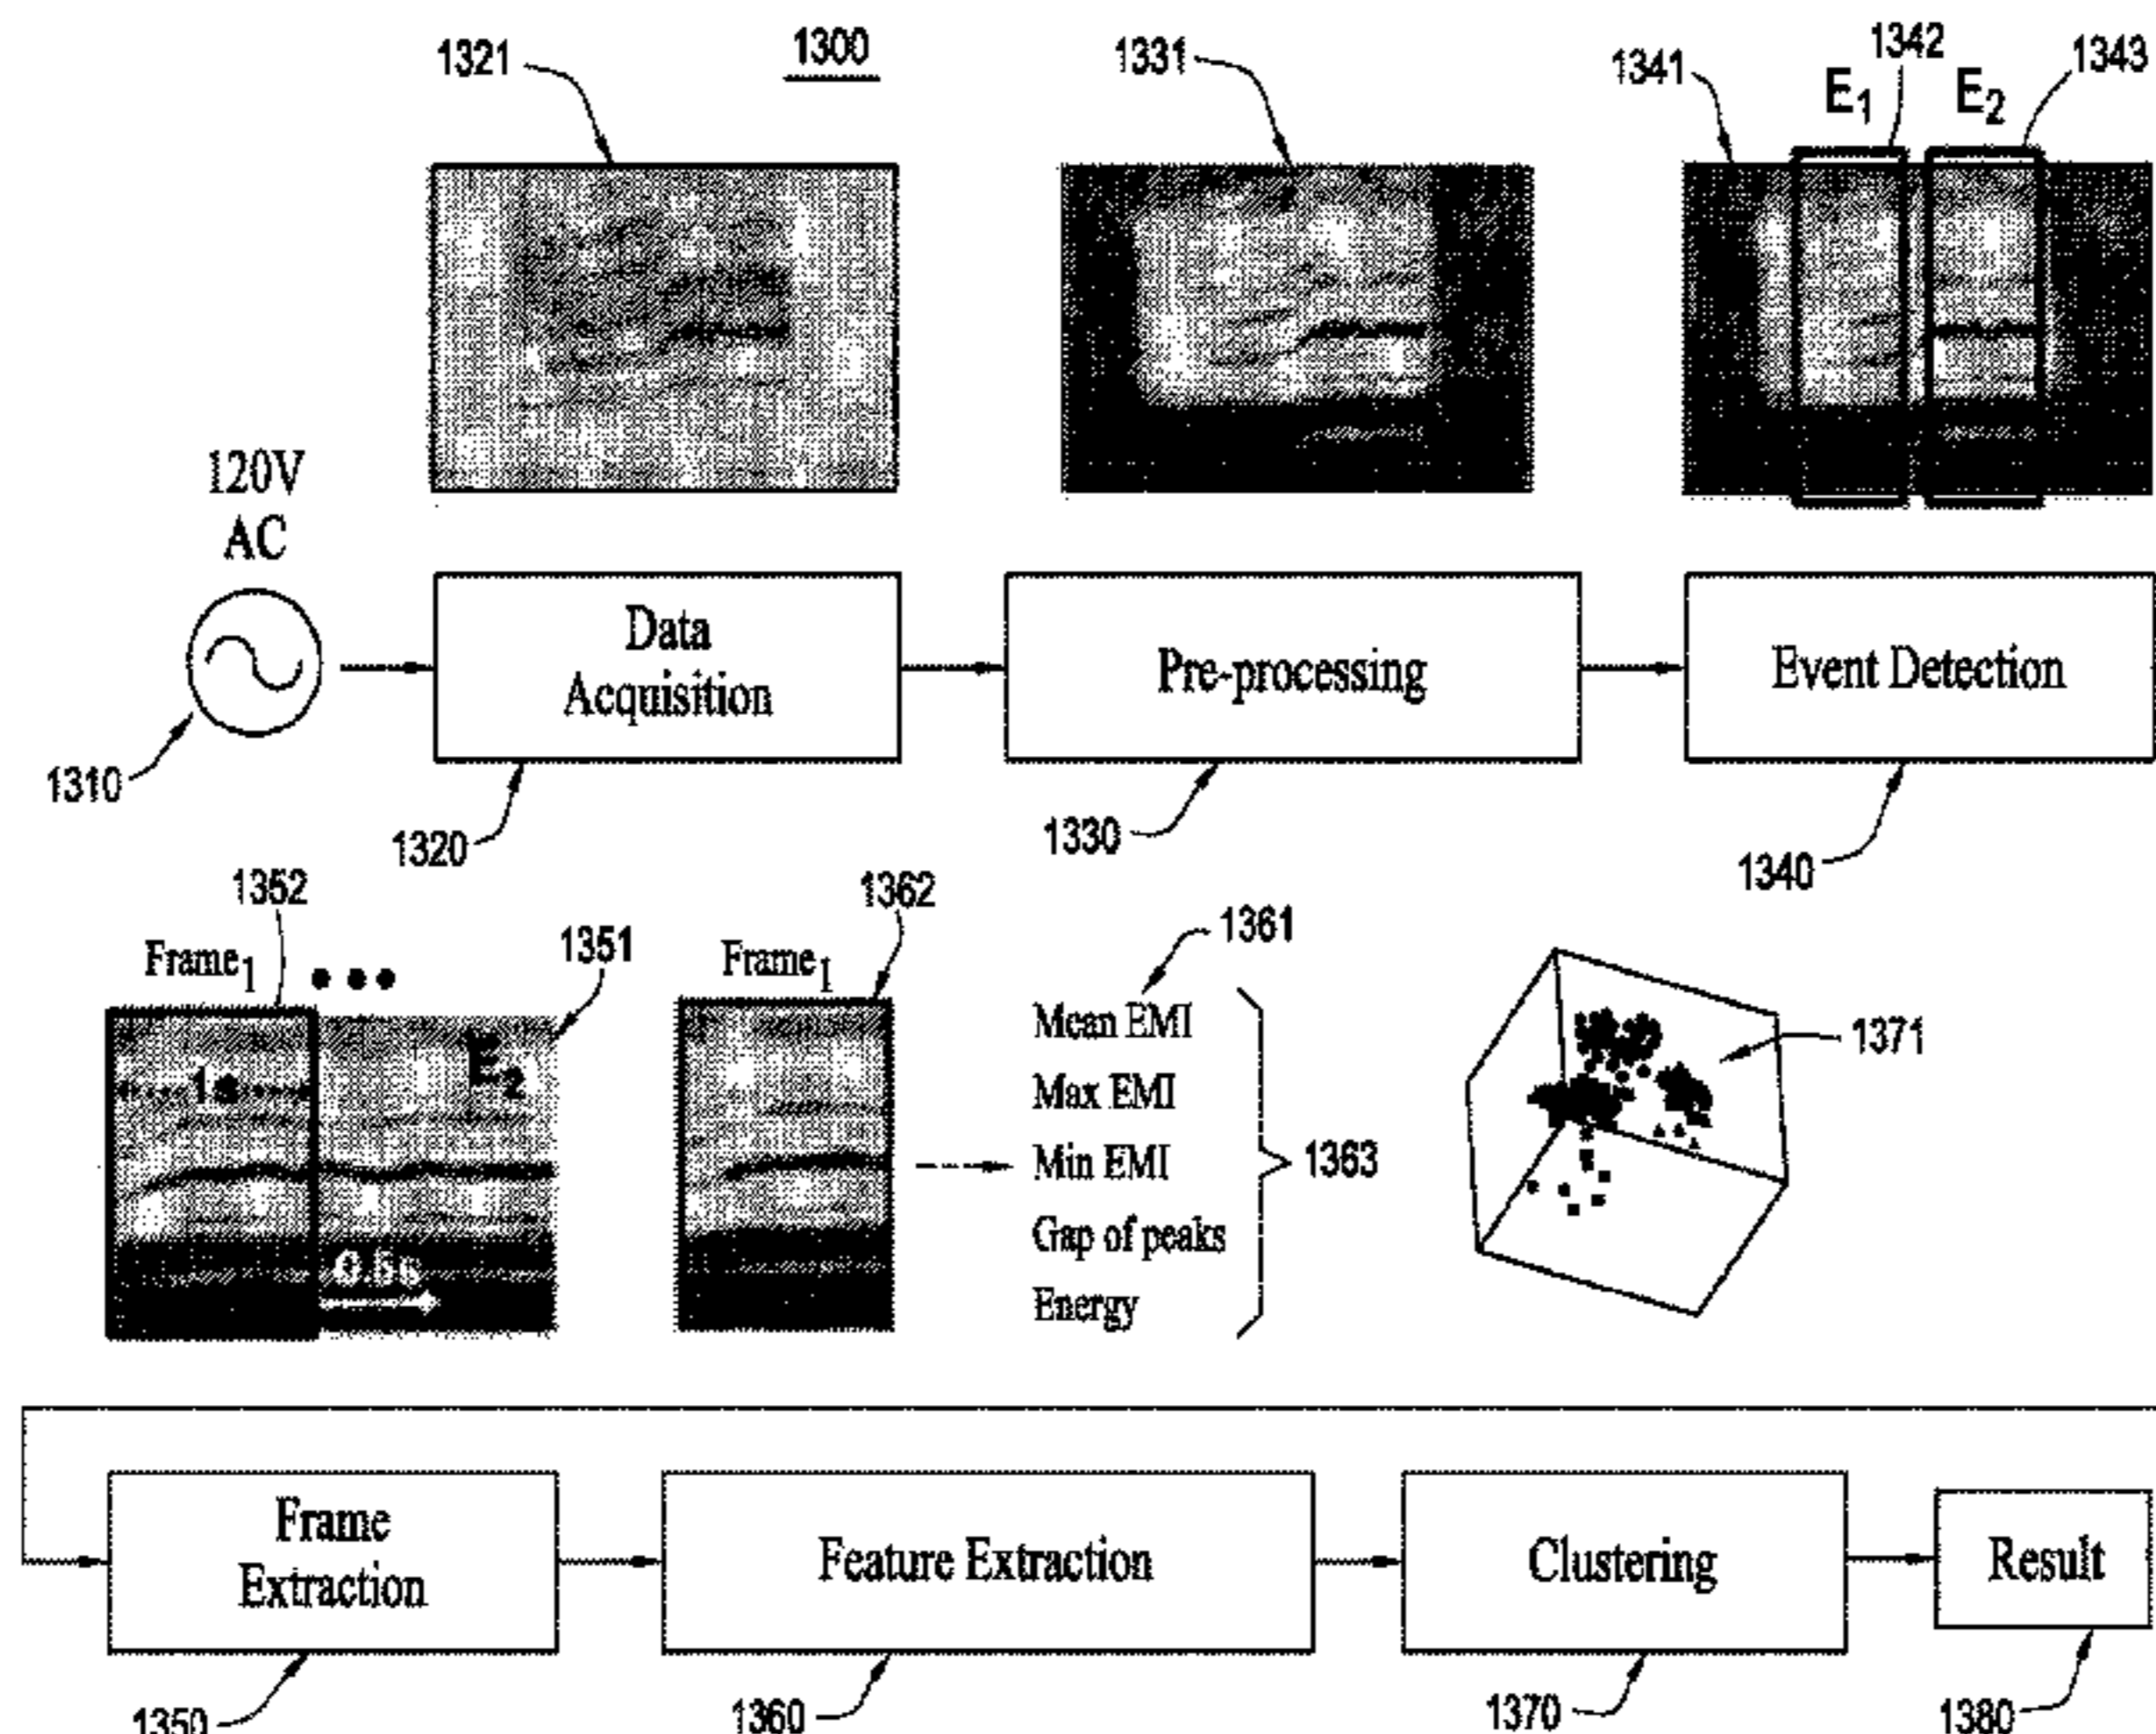 1300
1321
1331
1341
1342
1343
E1
E2
120V
AC
Data
Acquisition
Pre-processing
Event Detection
1310
1320
1330
1340
1352
1351
1362
1361
Frame1
Frame1
1s
E2
0.5s
Mean EMI
Max EMI
Min EMI
Gap of peaks
Energy
1363
1371
Frame
Extraction
Feature Extraction
Clustering
Result
1350
1360
1370
1380